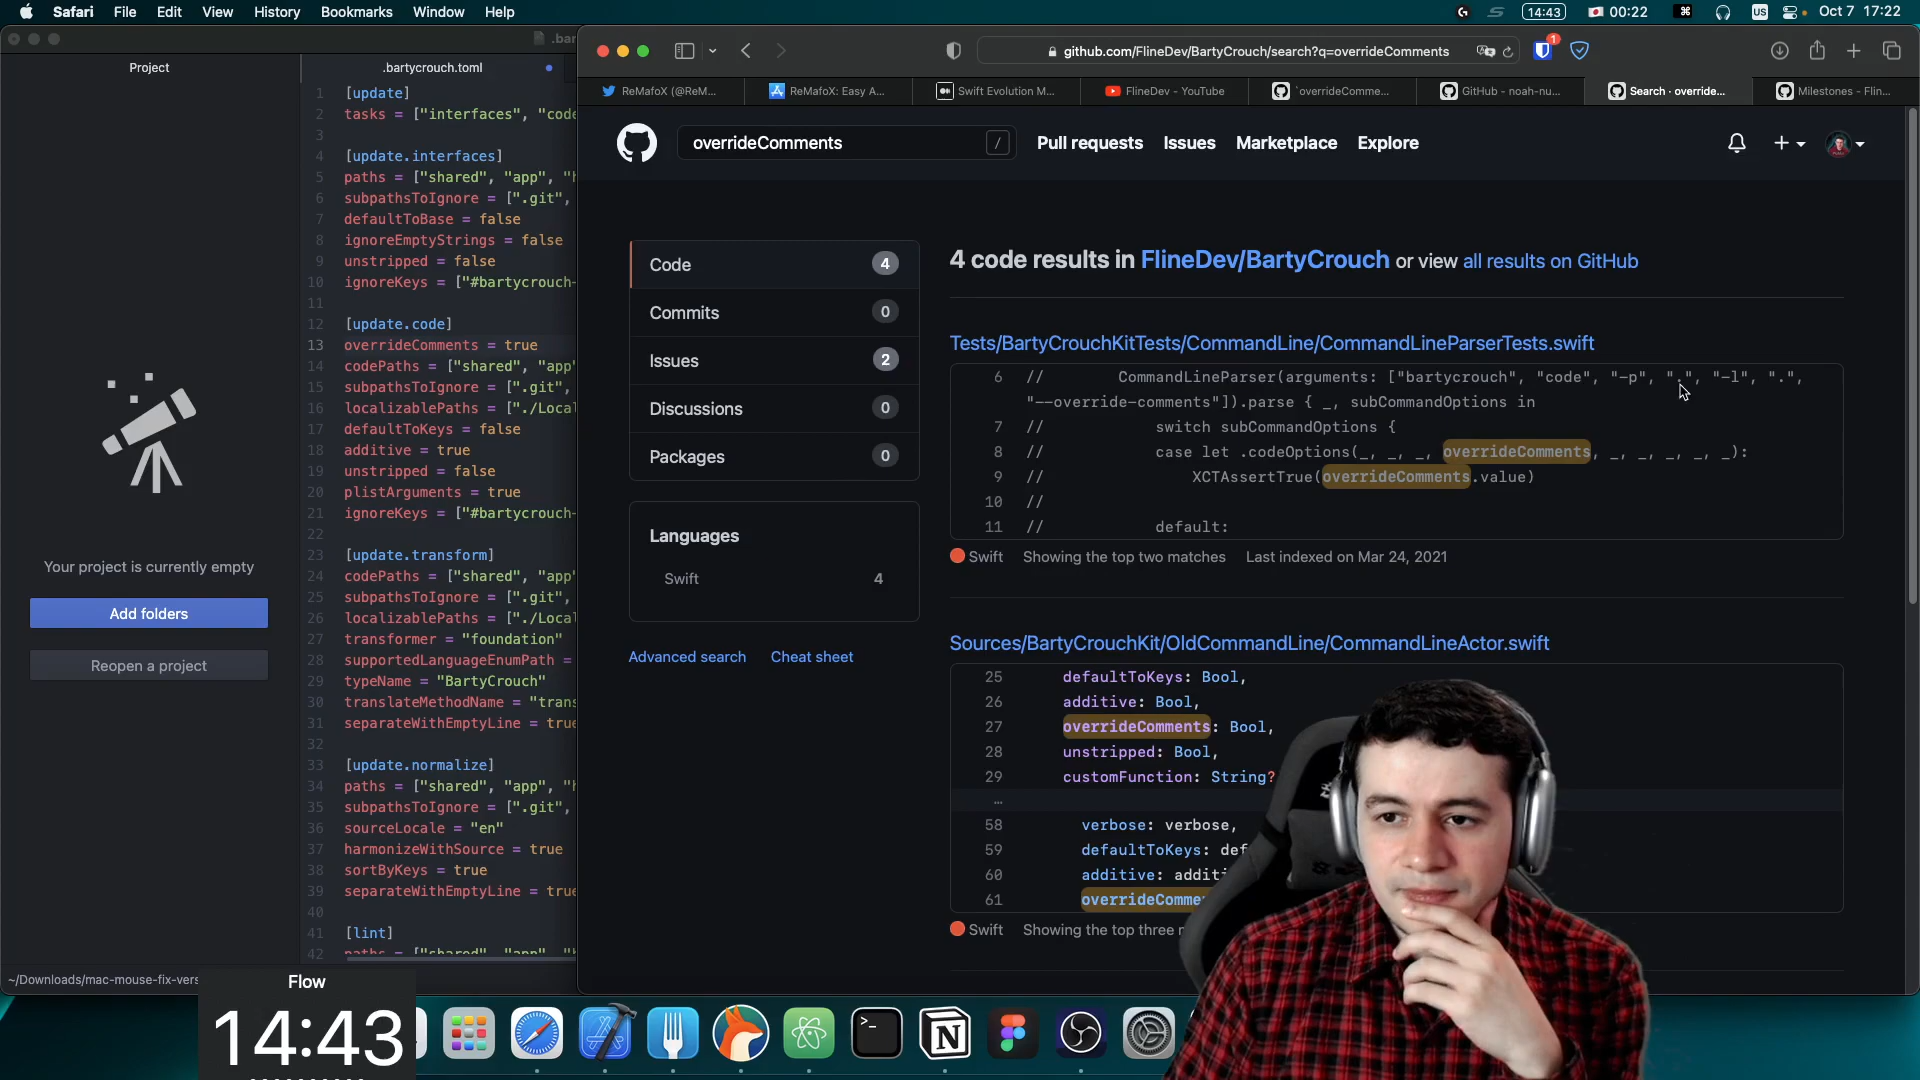 Safari File Edit View History Bookmarks Window Help
14:43 00:22 US Oct 7 17:22
.bar
github.com/FlineDev/BartyCrouch/search?q=overrideComments
1
ReMafoX (@ReM...
ReMafoX: Easy A...
Swift Evolution M...
FlineDev - YouTube
`overrideComme...
GitHub - noah-nu...
Search · override...
Milestones · Flin...
Project
Your project is currently empty
Add folders
Reopen a project
.bartycrouch.toml
1 [update]
2 tasks = ["interfaces", "code
3
4 [update.interfaces]
5 paths = ["shared", "app", "h
6 subpathsToIgnore = [".git",
7 defaultToBase = false
8 ignoreEmptyStrings = false
9 unstripped = false
10 ignoreKeys = ["#bartycrouch-
11
12 [update.code]
13 overrideComments = true
14 codePaths = ["shared", "app"
15 subpathsToIgnore = [".git",
16 localizablePaths = ["./Local
17 defaultToKeys = false
18 additive = true
19 unstripped = false
20 plistArguments = true
21 ignoreKeys = ["#bartycrouch-
22
23 [update.transform]
24 codePaths = ["shared", "app"
25 subpathsToIgnore = [".git",
26 localizablePaths = ["./Local
27 transformer = "foundation"
28 supportedLanguageEnumPath =
29 typeName = "BartyCrouch"
30 translateMethodName = "trans
31 separateWithEmptyLine = true
32
33 [update.normalize]
34 paths = ["shared", "app", "h
35 subpathsToIgnore = [".git",
36 sourceLocale = "en"
37 harmonizeWithSource = true
38 sortByKeys = true
39 separateWithEmptyLine = true
40
41 [lint]
42 paths = ["shared", "app", "h
~/Downloads/mac-mouse-fix-vers
overrideComments /
Pull requests Issues Marketplace Explore
Code 4
Commits 0
Issues 2
Discussions 0
Packages 0
Languages
Swift 4
Advanced search Cheat sheet
4 code results in FlineDev/BartyCrouch or view all results on GitHub
Tests/BartyCrouchKitTests/CommandLine/CommandLineParserTests.swift
6 // CommandLineParser(arguments: ["bartycrouch", "code", "-p", ".", "-l", ".",
"--override-comments"]).parse { _, subCommandOptions in
7 // switch subCommandOptions {
8 // case let .codeOptions(_, _, _, overrideComments, _, _, _, _, _):
9 // XCTAssertTrue(overrideComments.value)
10 //
11 // default:
Swift Showing the top two matches Last indexed on Mar 24, 2021
Sources/BartyCrouchKit/OldCommandLine/CommandLineActor.swift
25 defaultToKeys: Bool,
26 additive: Bool,
27 overrideComments: Bool,
28 unstripped: Bool,
29 customFunction: String?
…
58 verbose: verbose,
59 defaultToKeys: def
60 additive: additi
61 overrideComme
Swift Showing the top three
Flow
14:43